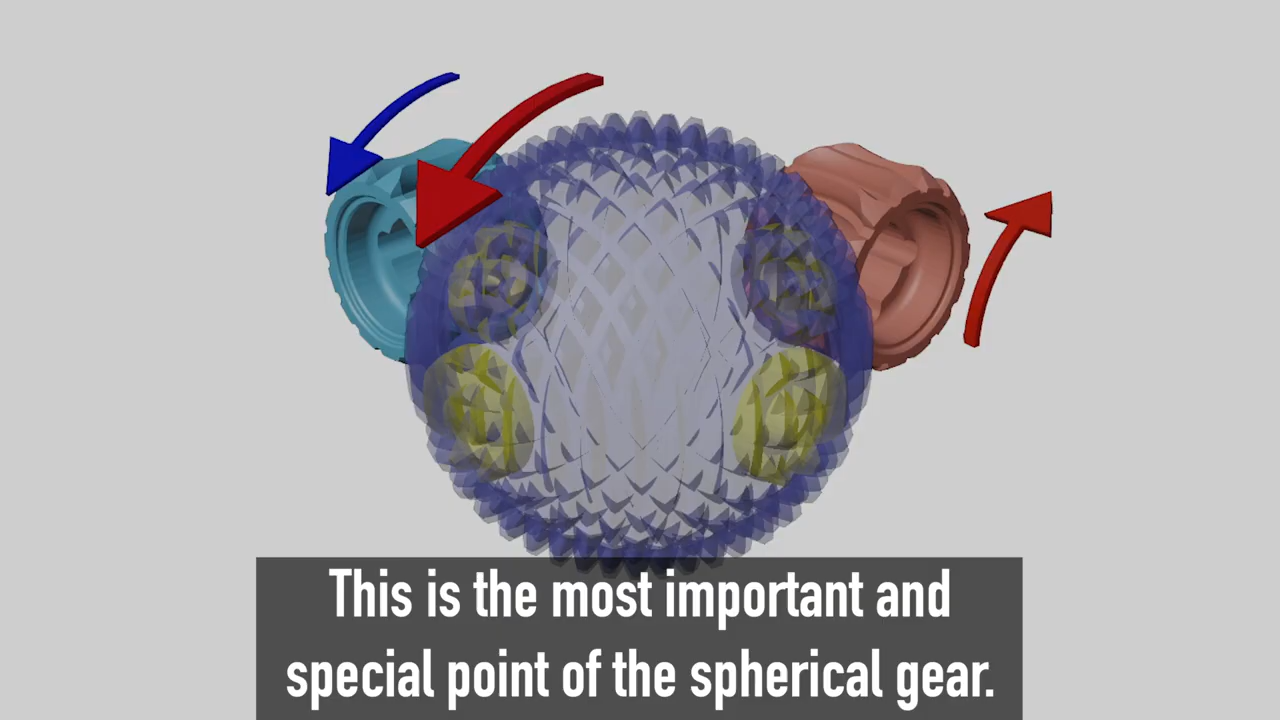 This is the most important and
special point of the spherical gear.